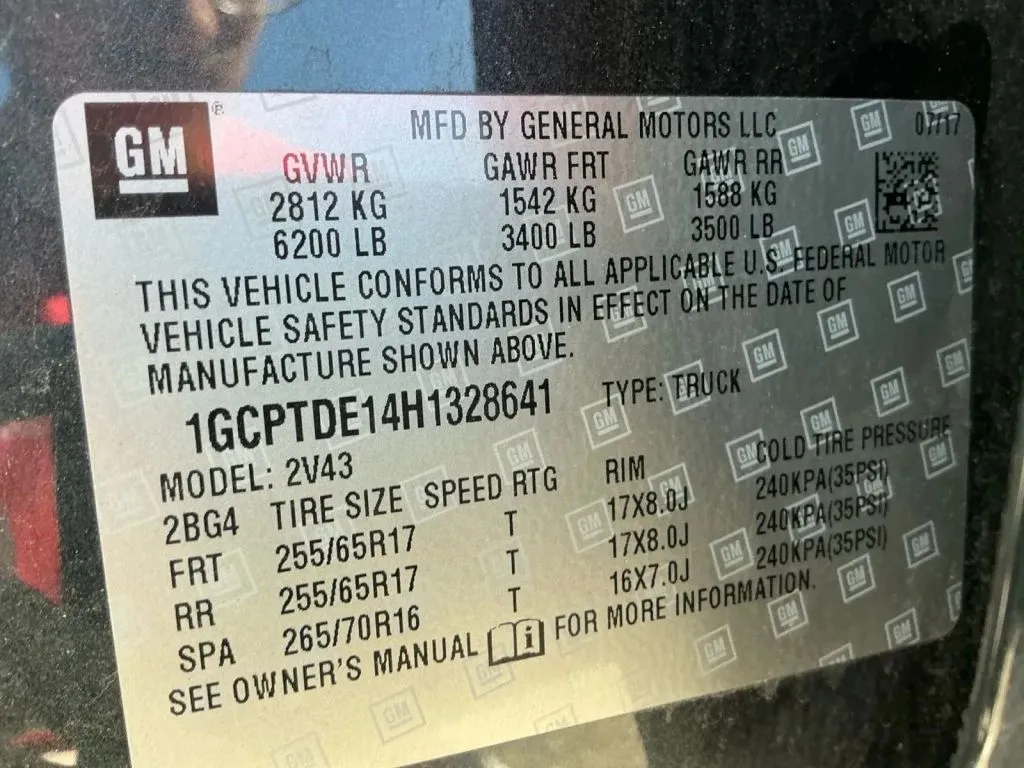 GM ® MFD BY GENERAL MOTORS LLC 07/17
GVWR GAWR FRT GAWR RR
2812 KG 1542 KG 1588 KG
6200 LB 3400 LB 3500 LB
THIS VEHICLE CONFORMS TO ALL APPLICABLE U.S. FEDERAL MOTOR
VEHICLE SAFETY STANDARDS IN EFFECT ON THE DATE OF
MANUFACTURE SHOWN ABOVE.
1GCPTDE14H1328641 TYPE: TRUCK
MODEL: 2V43
2BG4 TIRE SIZE SPEED RTG RIM COLD TIRE PRESSURE
FRT 255/65R17 T 17X8.0J 240KPA(35PSI)
RR 255/65R17 T 17X8.0J 240KPA(35PSI)
SPA 265/70R16 T 16X7.0J 240KPA(35PSI)
SEE OWNER'S MANUAL i FOR MORE INFORMATION.